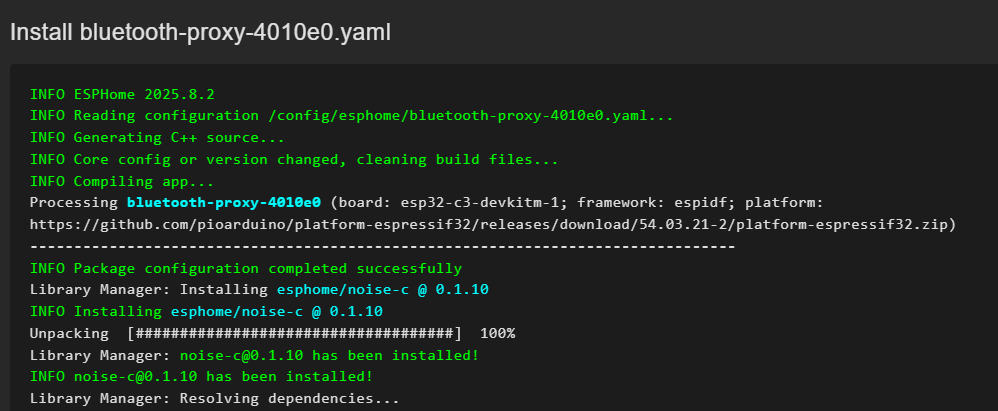 Install bluetooth-proxy-4010e0.yaml
INFO ESPHome 2025.8.2
INFO Reading configuration /config/esphome/bluetooth-proxy-4010e0.yaml...
INFO Generating C++ source...
INFO Core config or version changed, cleaning build files...
INFO Compiling app...
Processing bluetooth-proxy-4010e0 (board: esp32-c3-devkitm-1; framework: espidf; platform:
https://github.com/pioarduino/platform-espressif32/releases/download/54.03.21-2/platform-espressif32.zip)
--------------------------------------------------------------------------------
INFO Package configuration completed successfully
Library Manager: Installing esphome/noise-c @ 0.1.10
INFO Installing esphome/noise-c @ 0.1.10
Unpacking  [####################################]  100%
Library Manager: noise-c@0.1.10 has been installed!
INFO noise-c@0.1.10 has been installed!
Library Manager: Resolving dependencies...